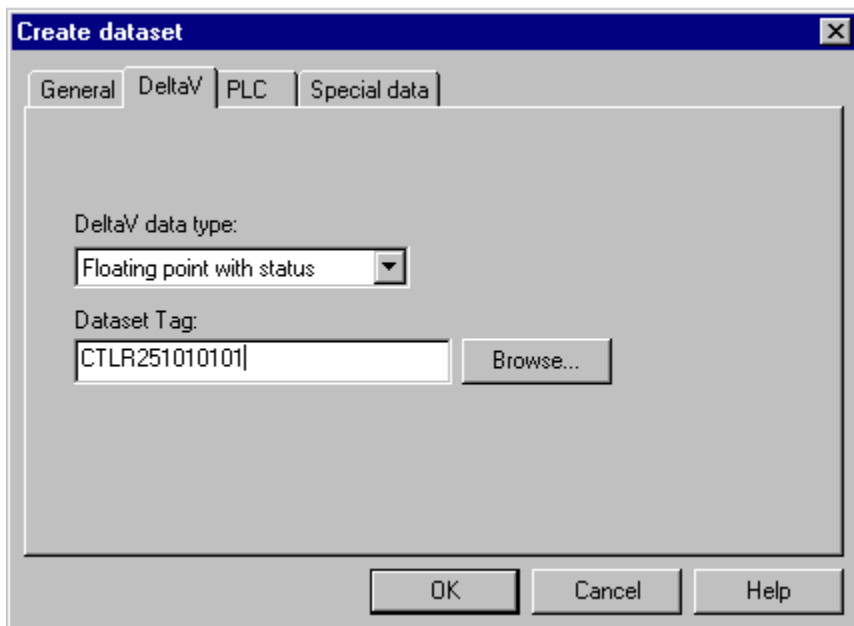 Create dataset
General DeltaV PLC Special data
DeltaV data type:
Floating point with status
Dataset Tag:
CTLR251010101
Browse...
OK Cancel Help